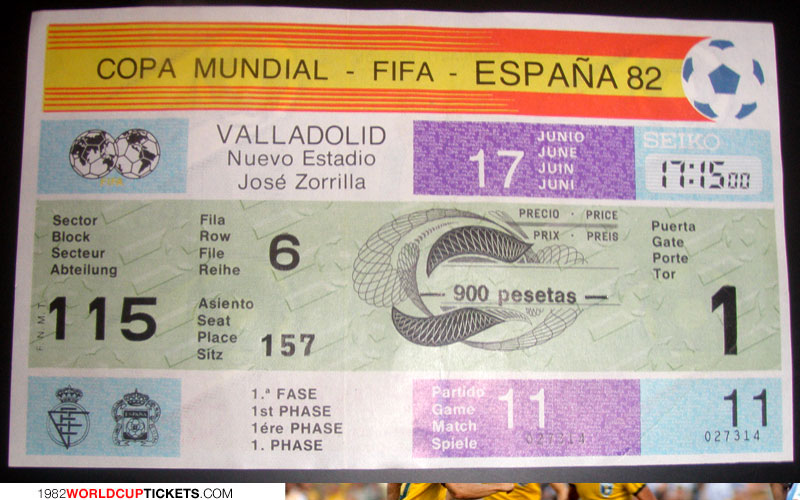 COPA MUNDIAL - FIFA - ESPAÑA 82
VALLADOLID
Nuevo Estadio
José Zorrilla
17
JUNIO
JUNE
JUIN
JUNI
SEIKO
17:15 00
Sector
Block
Secteur
Abteilung
115
F.N.M.T.
Fila
Row
File
Reihe
6
Asiento
Seat
Place
Sitz
157
PRECIO · PRICE
PRIX · PREIS
900 pesetas
Puerta
Gate
Porte
Tor
1
1.ª FASE
1st PHASE
1ére PHASE
1. PHASE
Partido
Game
Match
Spiele
11
027314
11
027314
1982WORLDCUPTICKETS.COM